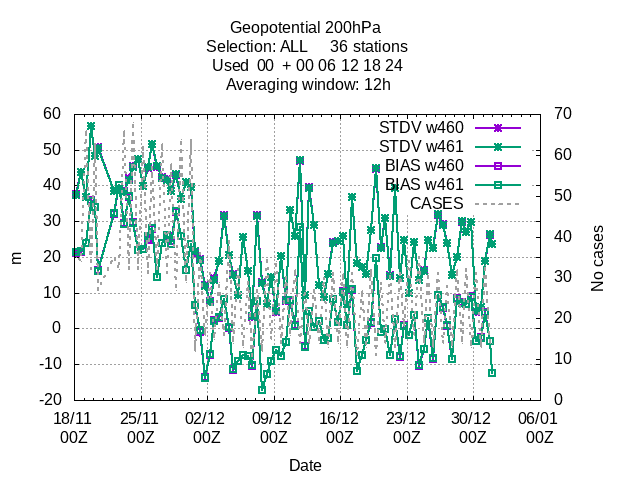 Geopotential 200hPa
Selection: ALL 36 stations
Used 00 + 00 06 12 18 24
Averaging window: 12h
60 70
STDV w460
STDV w461
50 60
BIAS w460
BIAS w461
40 50
CASES
30 40
20 30
10
0 20
-10 10
-20 0
m
No cases
18/11 25/11 02/12 09/12 16/12 23/12 30/12 06/01
00Z 00Z 00Z 00Z 00Z 00Z 00Z 00Z
Date